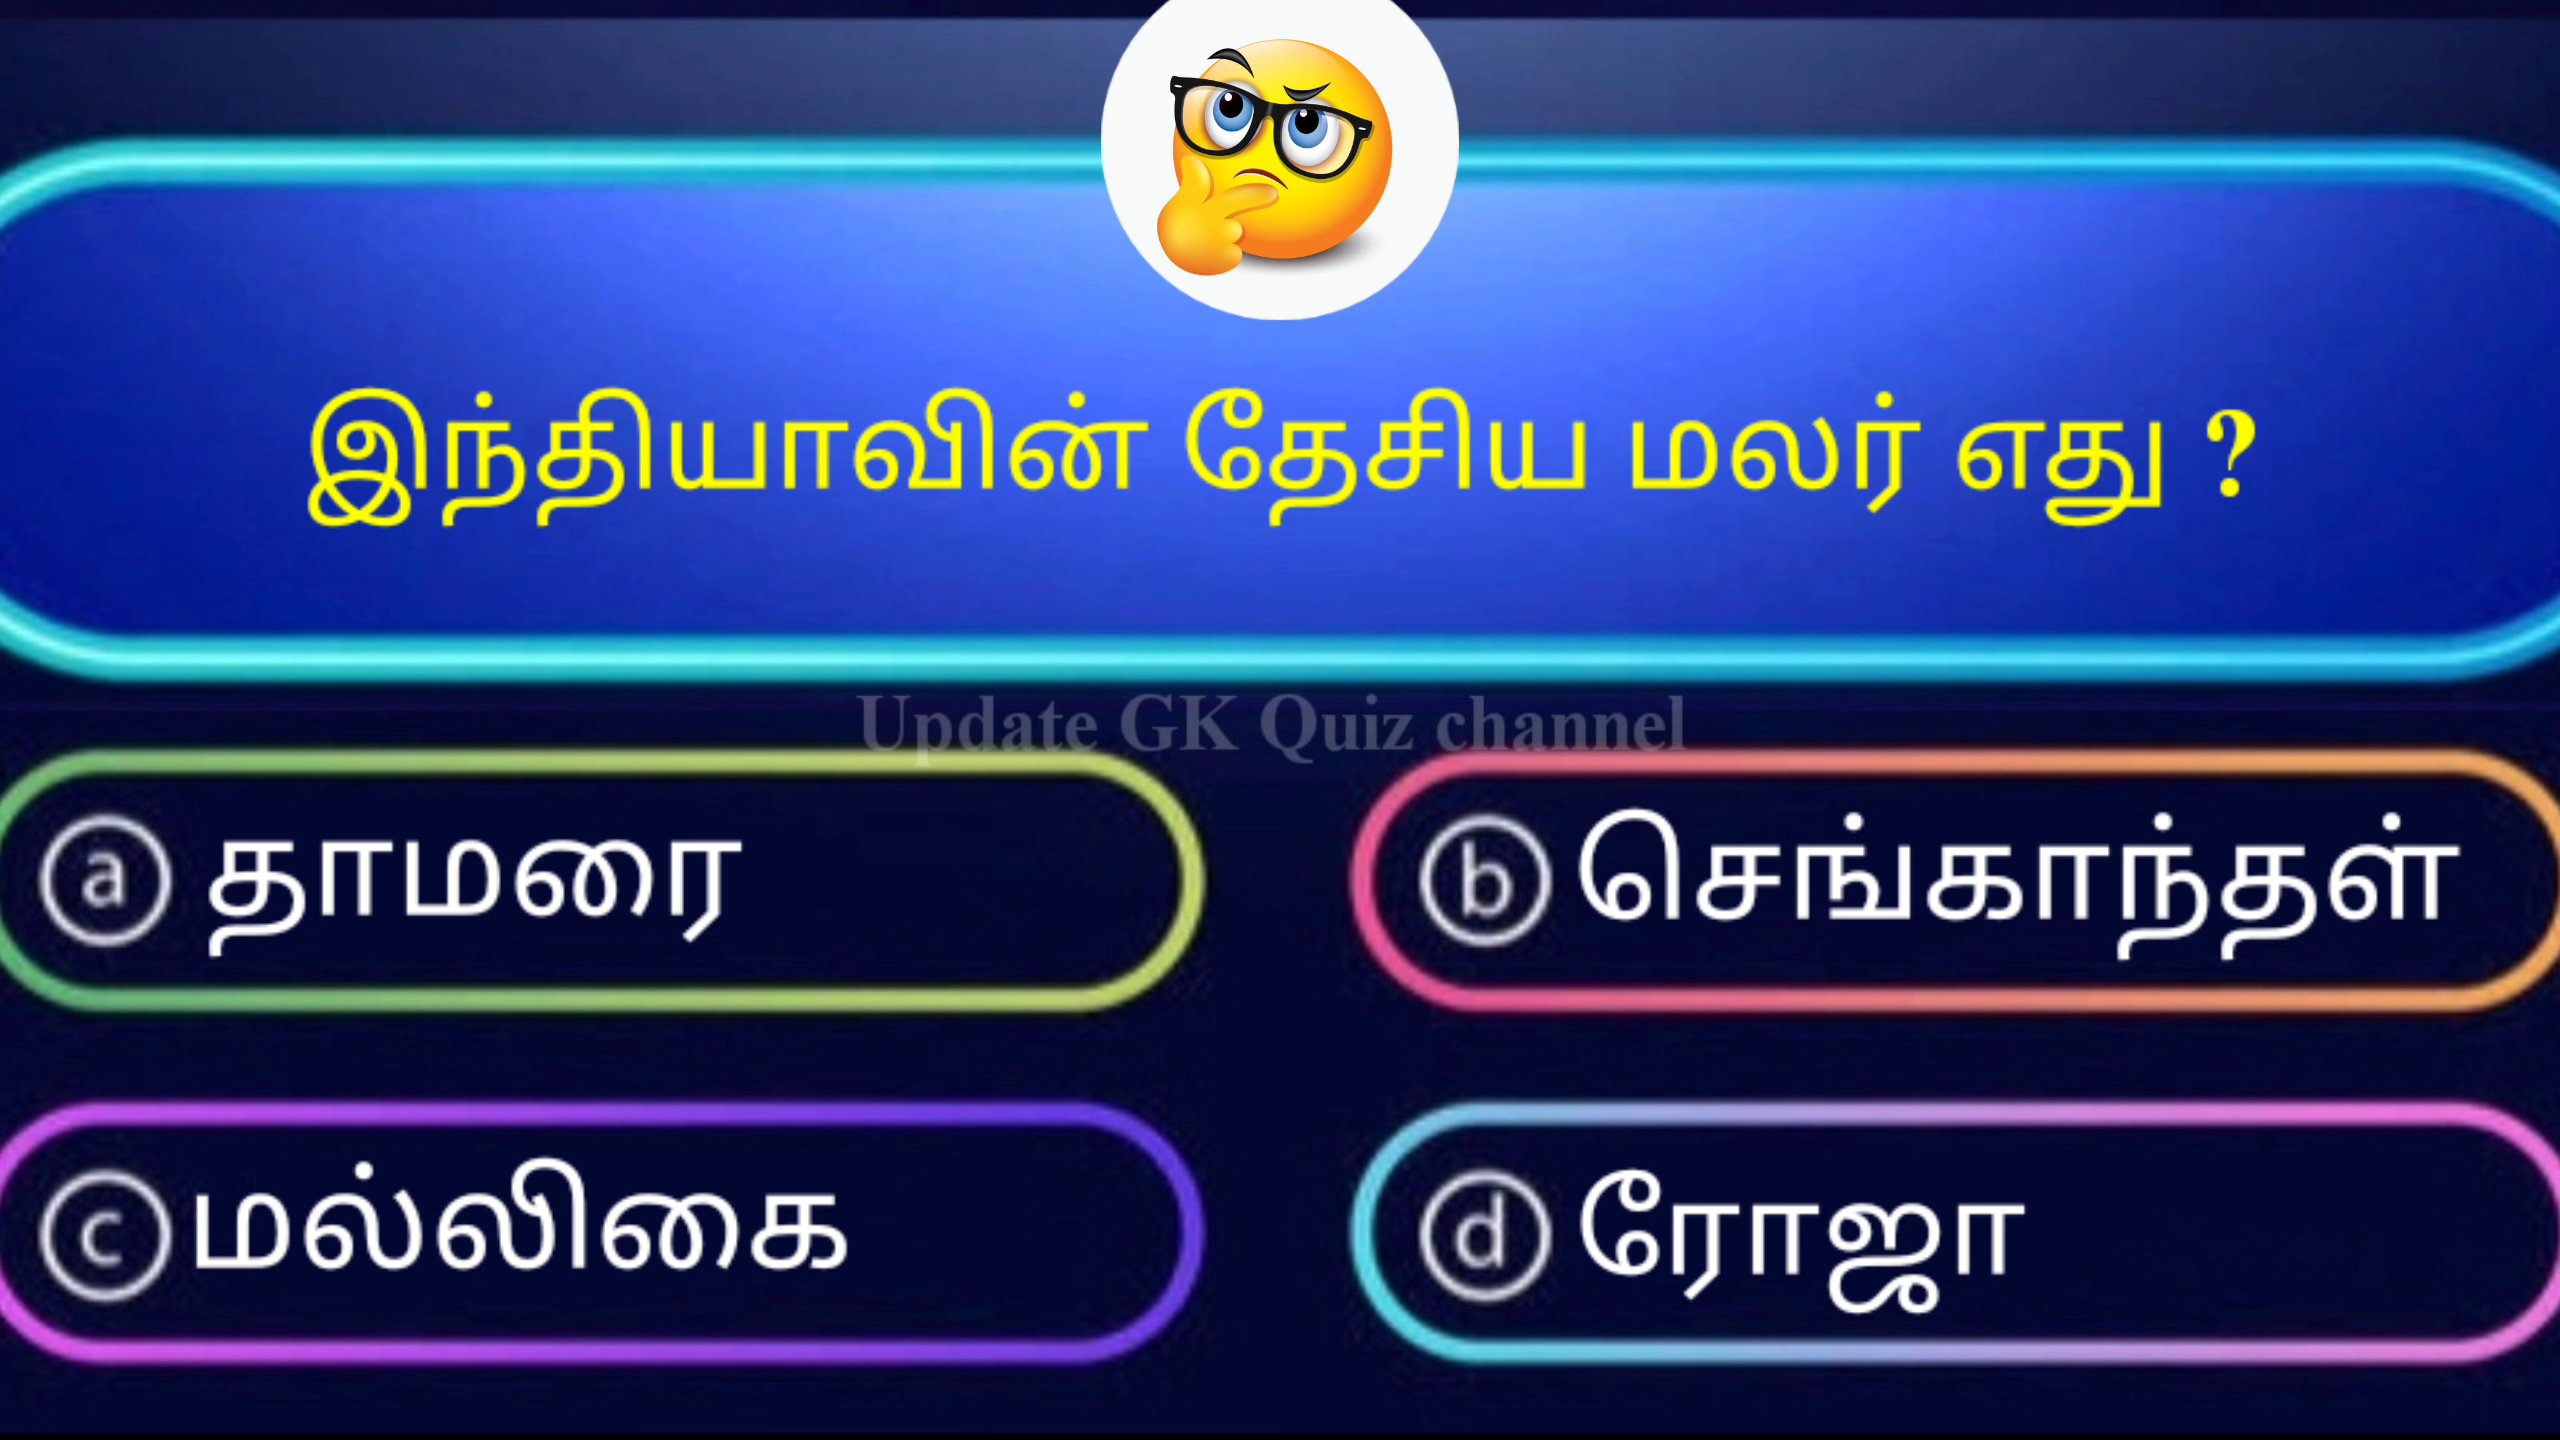 இந்தியாவின் தேசிய மலர் எது ?
Update GK Quiz channel
a தாமரை
b செங்காந்தள்
c மல்லிகை
d ரோஜா